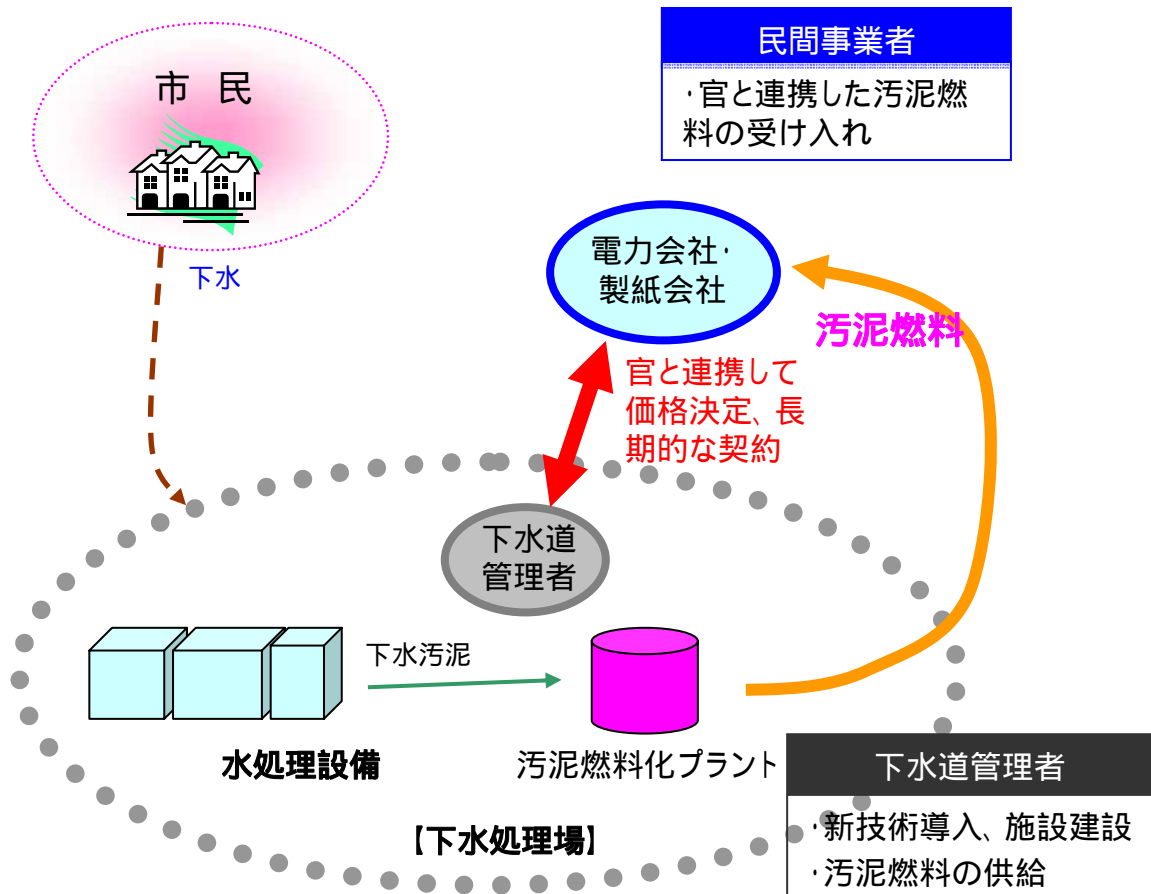 民間事業者
・官と連携した汚泥燃
料の受け入れ
市 民
下水
電力会社・
製紙会社
汚泥燃料
官と連携して
価格決定、長
期的な契約
下水道
管理者
下水汚泥
水処理設備
汚泥燃料化プラント
【下水処理場】
下水道管理者
・新技術導入、施設建設
・汚泥燃料の供給